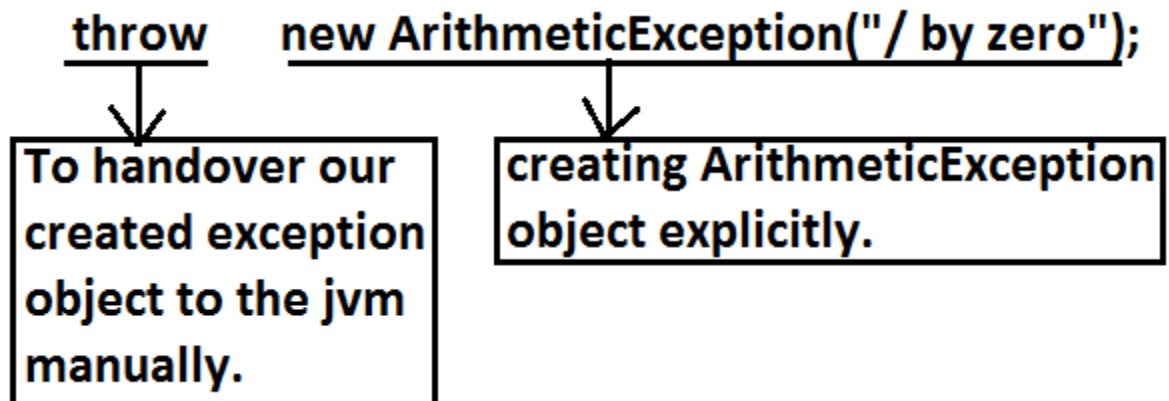 throw new ArithmeticException("/ by zero");
To handover our
created exception
object to the jvm
manually.
creating ArithmeticException
object explicitly.